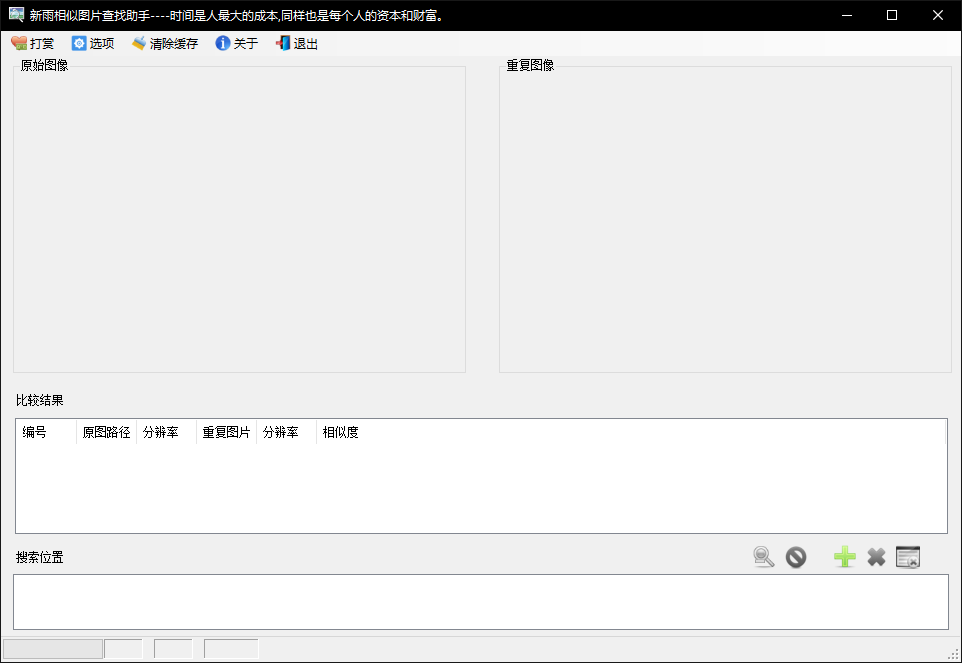 新雨相似图片查找助手----时间是人最大的成本,同样也是每个人的资本和财富。
打赏 选项 清除缓存 关于 退出
原始图像 重复图像
比较结果
编号 原图路径 分辨率 重复图片 分辨率 相似度
搜索位置